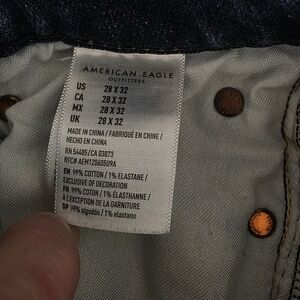 AMERICAN EAGLE
OUTFITTERS
US 28 X 32
CA 28 X 32
MX 28 X 32
UK 28 X 32
MADE IN CHINA / FABRIQUÉ EN CHINE /
HECHO EN CHINA
RN 54485/CA 03873
RFC# AEM120605U9A
EN 99% COTTON / 1% ELASTANE /
EXCLUSIVE OF DECORATION
FR 99% COTON / 1% ÉLASTHANNE /
À L'EXCEPTION DE LA GARNITURE
SP 99% algodón / 1% elastano